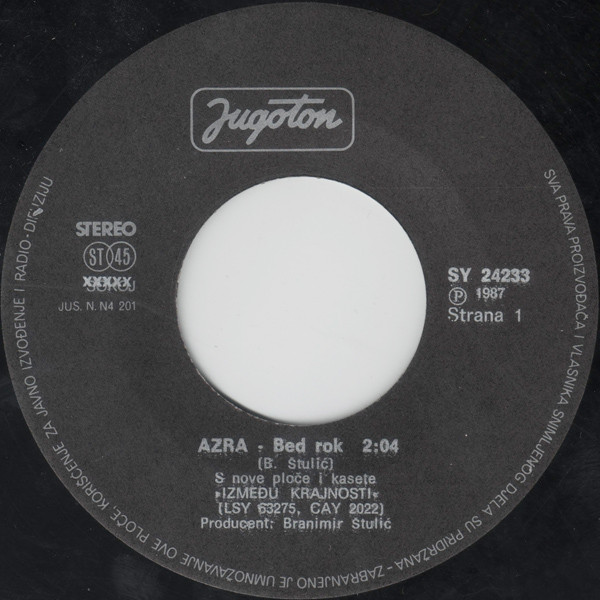 Jugoton
STEREO
ST 45
XXXXX
JUS. N. N4 201
SY 24233
Ⓟ 1987
Strana 1
AZRA - Bed rok 2:04
(B. Štulić)
S nove ploče i kasete
»IZMEĐU KRAJNOSTI«
(LSY 63275, CAY 2022)
Producent: Branimir Štulić
SVA PRAVA PROIZVOĐAČA I VLASNIKA SNIMLJENOG DJELA SU PRIDRŽANA - ZABRANJENO JE UMNOŽAVANJE OVE PLOČE, KORIŠĆENJE ZA JAVNO IZVOĐENJE I RADIO-DIFUZIJU